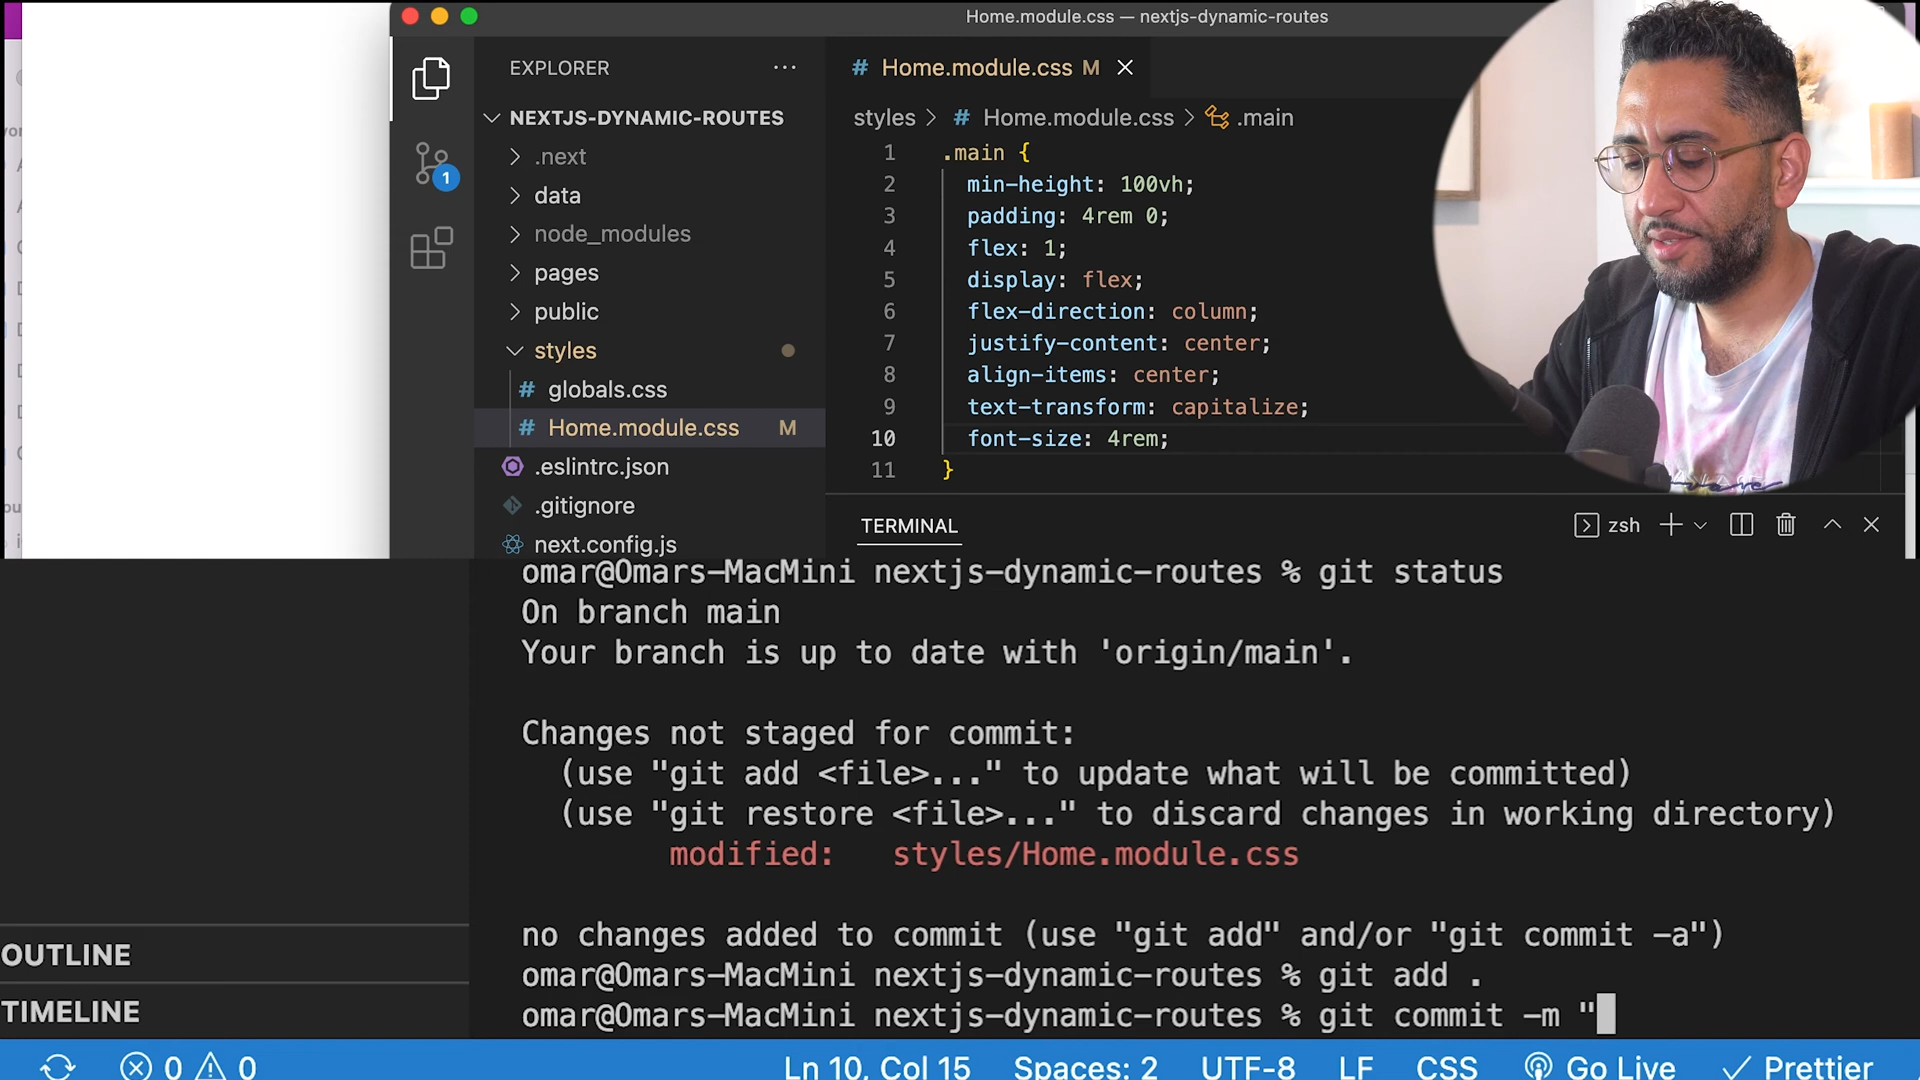 Home.module.css — nextjs-dynamic-routes
EXPLORER
# Home.module.css M
NEXTJS-DYNAMIC-ROUTES
styles > # Home.module.css > .main
.next
data
node_modules
pages
public
styles
# globals.css
# Home.module.css M
.eslintrc.json
.gitignore
next.config.js
1
1 .main {
2 min-height: 100vh;
3 padding: 4rem 0;
4 flex: 1;
5 display: flex;
6 flex-direction: column;
7 justify-content: center;
8 align-items: center;
9 text-transform: capitalize;
10 font-size: 4rem;
11 }
TERMINAL
zsh
omar@Omars-MacMini nextjs-dynamic-routes % git status
On branch main
Your branch is up to date with 'origin/main'.
Changes not staged for commit:
(use "git add <file>..." to update what will be committed)
(use "git restore <file>..." to discard changes in working directory)
modified: styles/Home.module.css
no changes added to commit (use "git add" and/or "git commit -a")
omar@Omars-MacMini nextjs-dynamic-routes % git add .
omar@Omars-MacMini nextjs-dynamic-routes % git commit -m "
OUTLINE
TIMELINE
0 0 Ln 10, Col 15 Spaces: 2 UTF-8 LF CSS Go Live Prettier